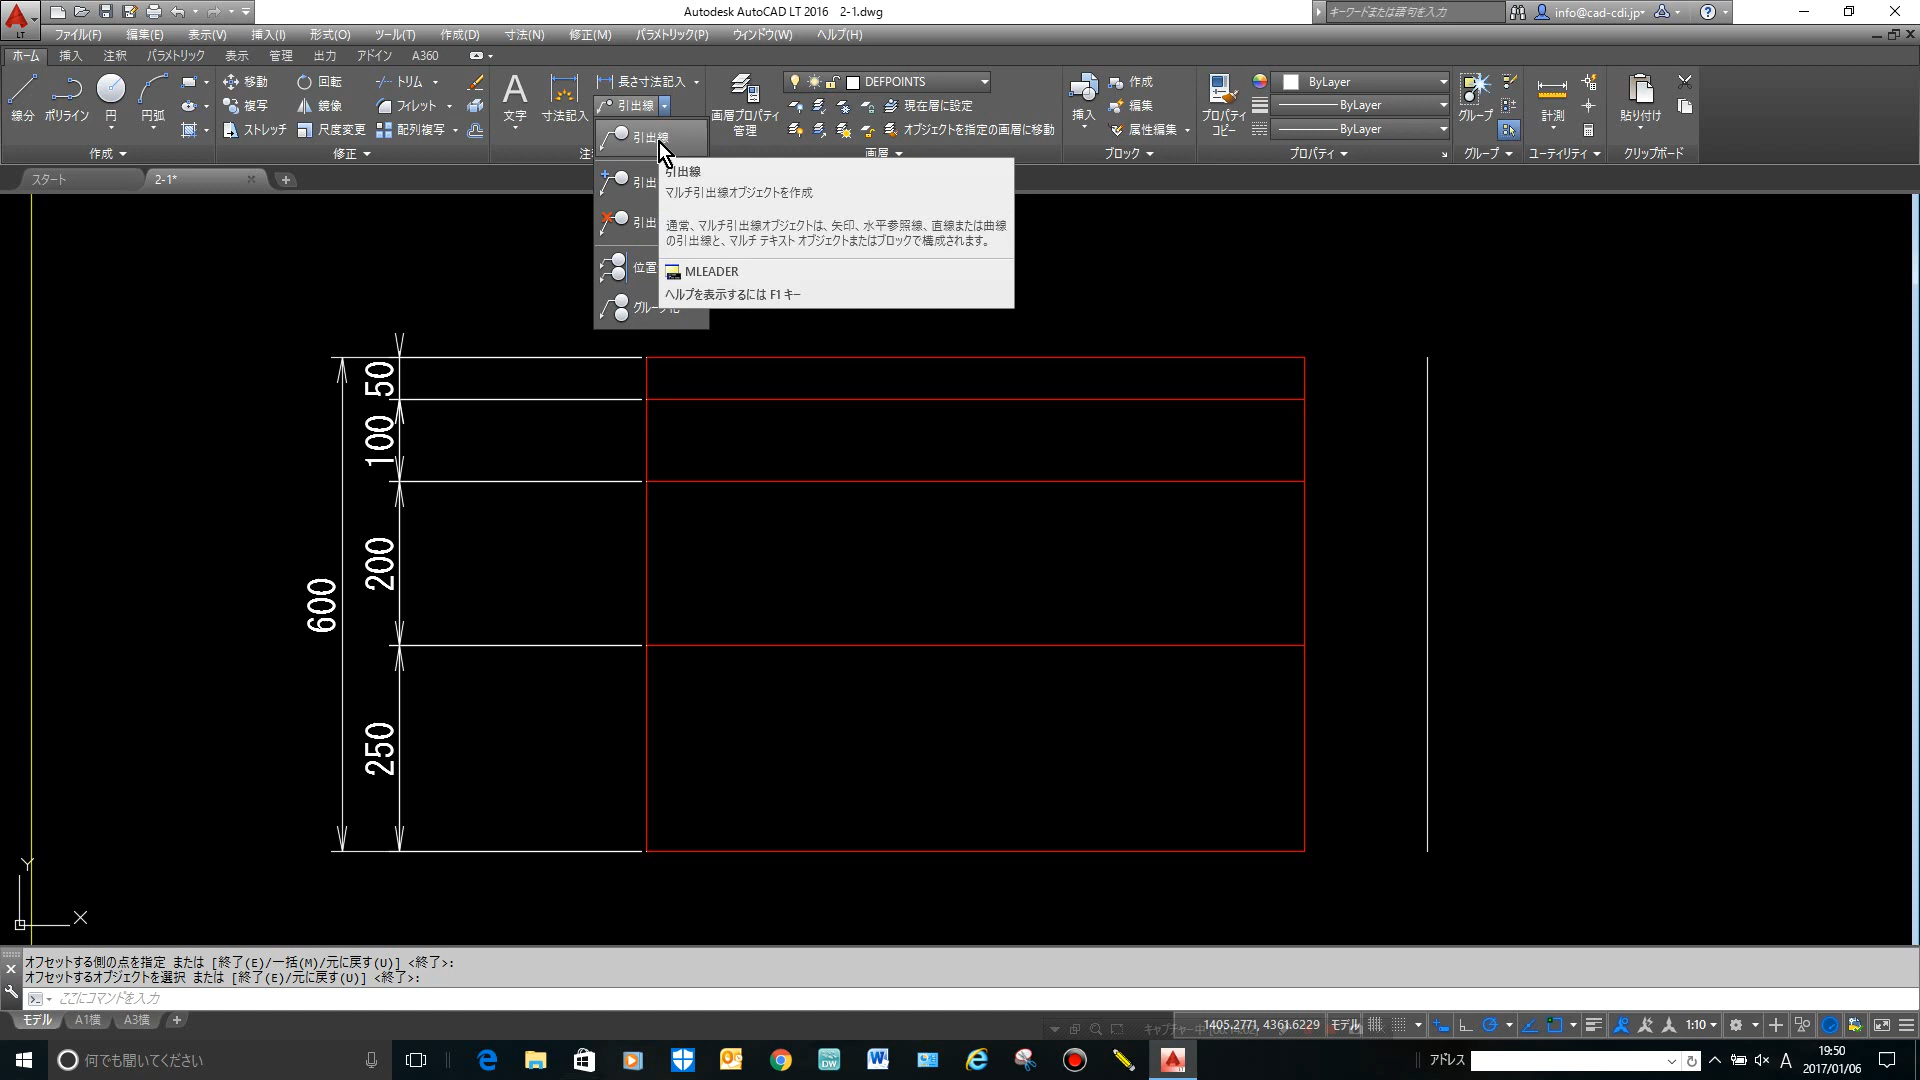 Autodesk AutoCAD LT 2016 2-1.dwg
キーワードまたは語句を入力
info@cad-cdi.jp
LT
ファイル(F) 編集(E) 表示(V) 挿入(I) 形式(O) ツール(T) 作成(D) 寸法(N) 修正(M) パラメトリック(P) ウィンドウ(W) ヘルプ(H)
ホーム 挿入 注釈 パラメトリック 表示 管理 出力 アドイン A360
線分 ポリライン 円 円弧
作成
移動 回転 トリム
複写 鏡像 フィレット
ストレッチ 尺度変更 配列複写
修正
文字 寸法記入
長さ寸法記入
引出線
画層プロパティ
管理
DEFPOINTS
現在層に設定
オブジェクトを指定の画層に移動
画層
挿入
作成
編集
属性編集
ブロック
プロパティ
コピー
ByLayer
ByLayer
ByLayer
プロパティ
グループ
グループ
計測
ユーティリティ
貼り付け
クリップボード
スタート 2-1*
引出線
引出
引出
位置
引出線
マルチ引出線オブジェクトを作成
通常、マルチ引出線オブジェクトは、矢印、水平参照線、直線または曲線
の引出線と、マルチ テキスト オブジェクトまたはブロックで構成されます。
MLEADER
ヘルプを表示するには F1 キー
50
100
200
600
250
Y
X
オフセットする側の点を指定 または [終了(E)/一括(M)/元に戻す(U)] <終了>:
オフセットするオブジェクトを選択 または [終了(E)/元に戻す(U)] <終了>:
ここにコマンドを入力
モデル A1横 A3横
1405.2771, 4361.6229 モデル 1:10
何でも聞いてください
アドレス
A
19:50
2017/01/06